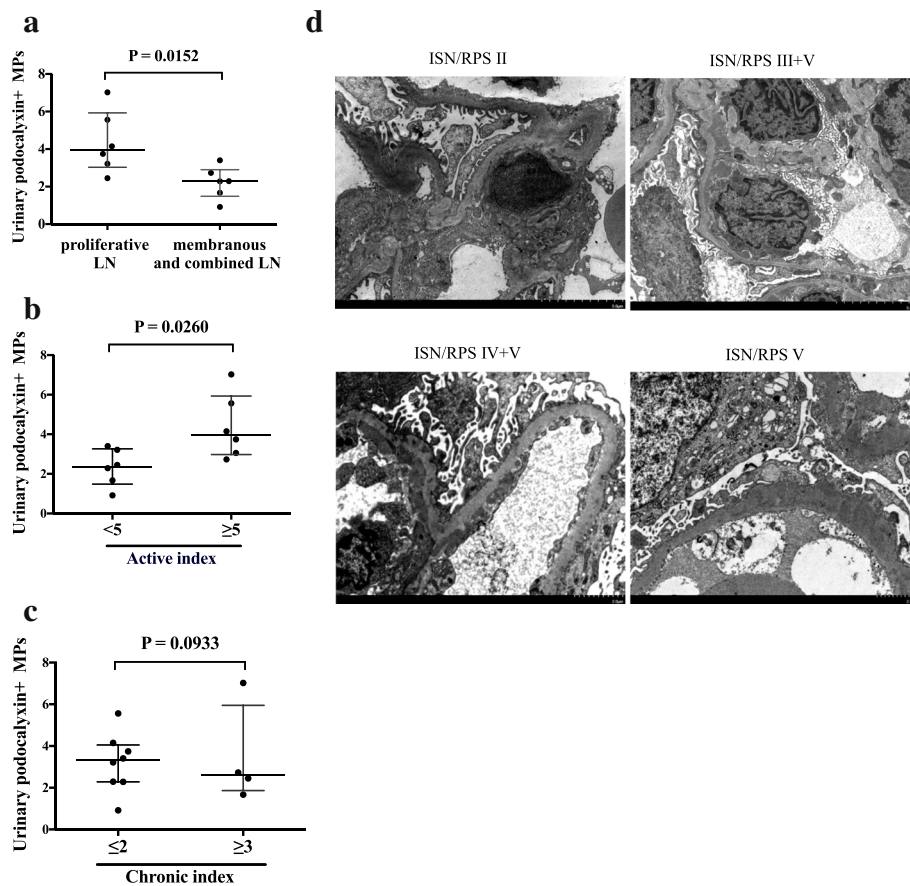 a
P = 0.0152
Urinary podocalyxin+ MPs
8
6
4
2
0
proliferative LN
membranous and combined LN
b
P = 0.0260
Urinary podocalyxin+ MPs
8
6
4
2
0
<5
≥5
Active index
c
P = 0.0933
Urinary podocalyxin+ MPs
8
6
4
2
0
≤2
≥3
Chronic index
d
ISN/RPS II
ISN/RPS III+V
ISN/RPS IV+V
ISN/RPS V